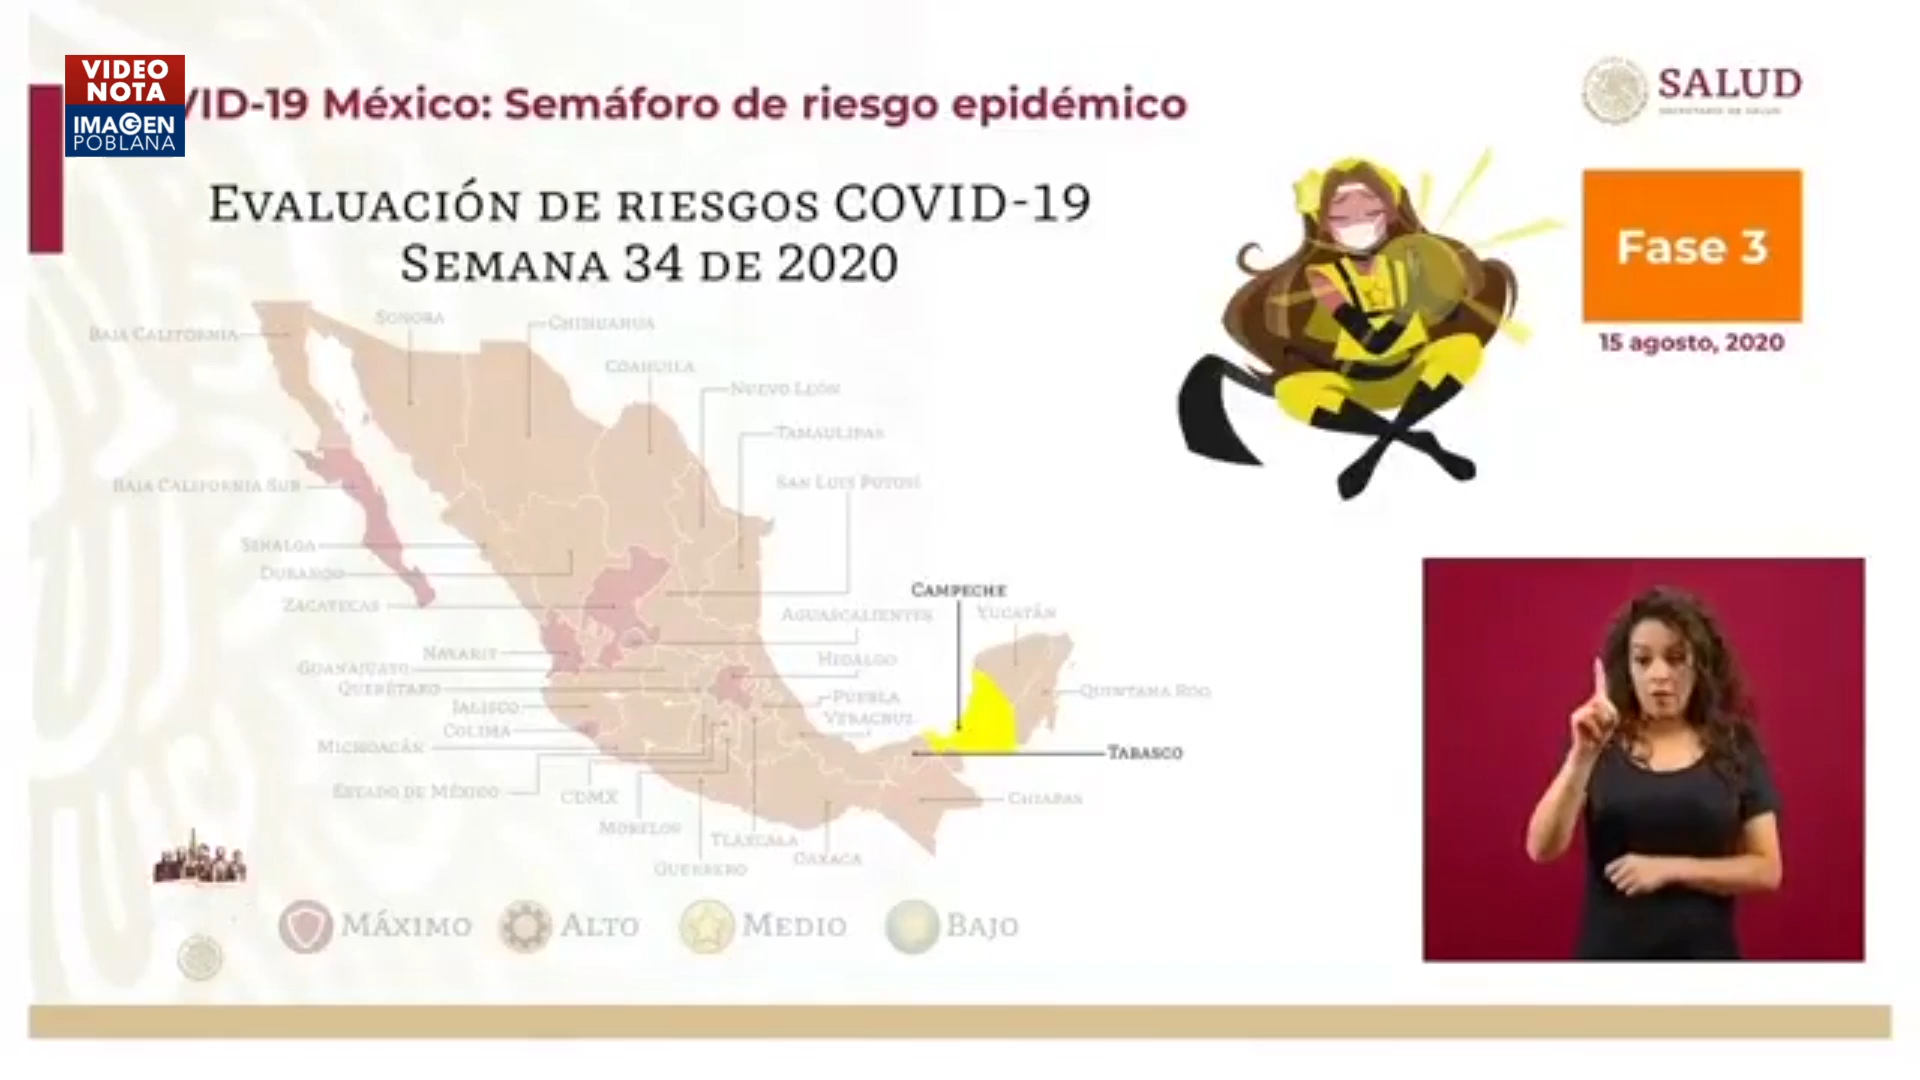 VIDEO
NOTA
IMAGEN
POBLANA
VID-19 México: Semáforo de riesgo epidémico
SALUD
SECRETARÍA DE SALUD
EVALUACIÓN DE RIESGOS COVID-19
SEMANA 34 DE 2020
Fase 3
15 agosto, 2020
BAJA CALIFORNIA
SONORA
CHIHUAHUA
COAHUILA
NUEVO LEÓN
TAMAULIPAS
SAN LUIS POTOSÍ
BAJA CALIFORNIA SUR
SINALOA
DURANGO
ZACATECAS
CAMPECHE
YUCATÁN
AGUASCALIENTES
NAYARIT
HIDALGO
GUANAJUATO
QUERÉTARO
QUINTANA ROO
PUEBLA
JALISCO
VERACRUZ
COLIMA
MICHOACÁN
TABASCO
ESTADO DE MÉXICO
CDMX
CHIAPAS
MORELOS
TLAXCALA
OAXACA
GUERRERO
MÁXIMO
ALTO
MEDIO
BAJO